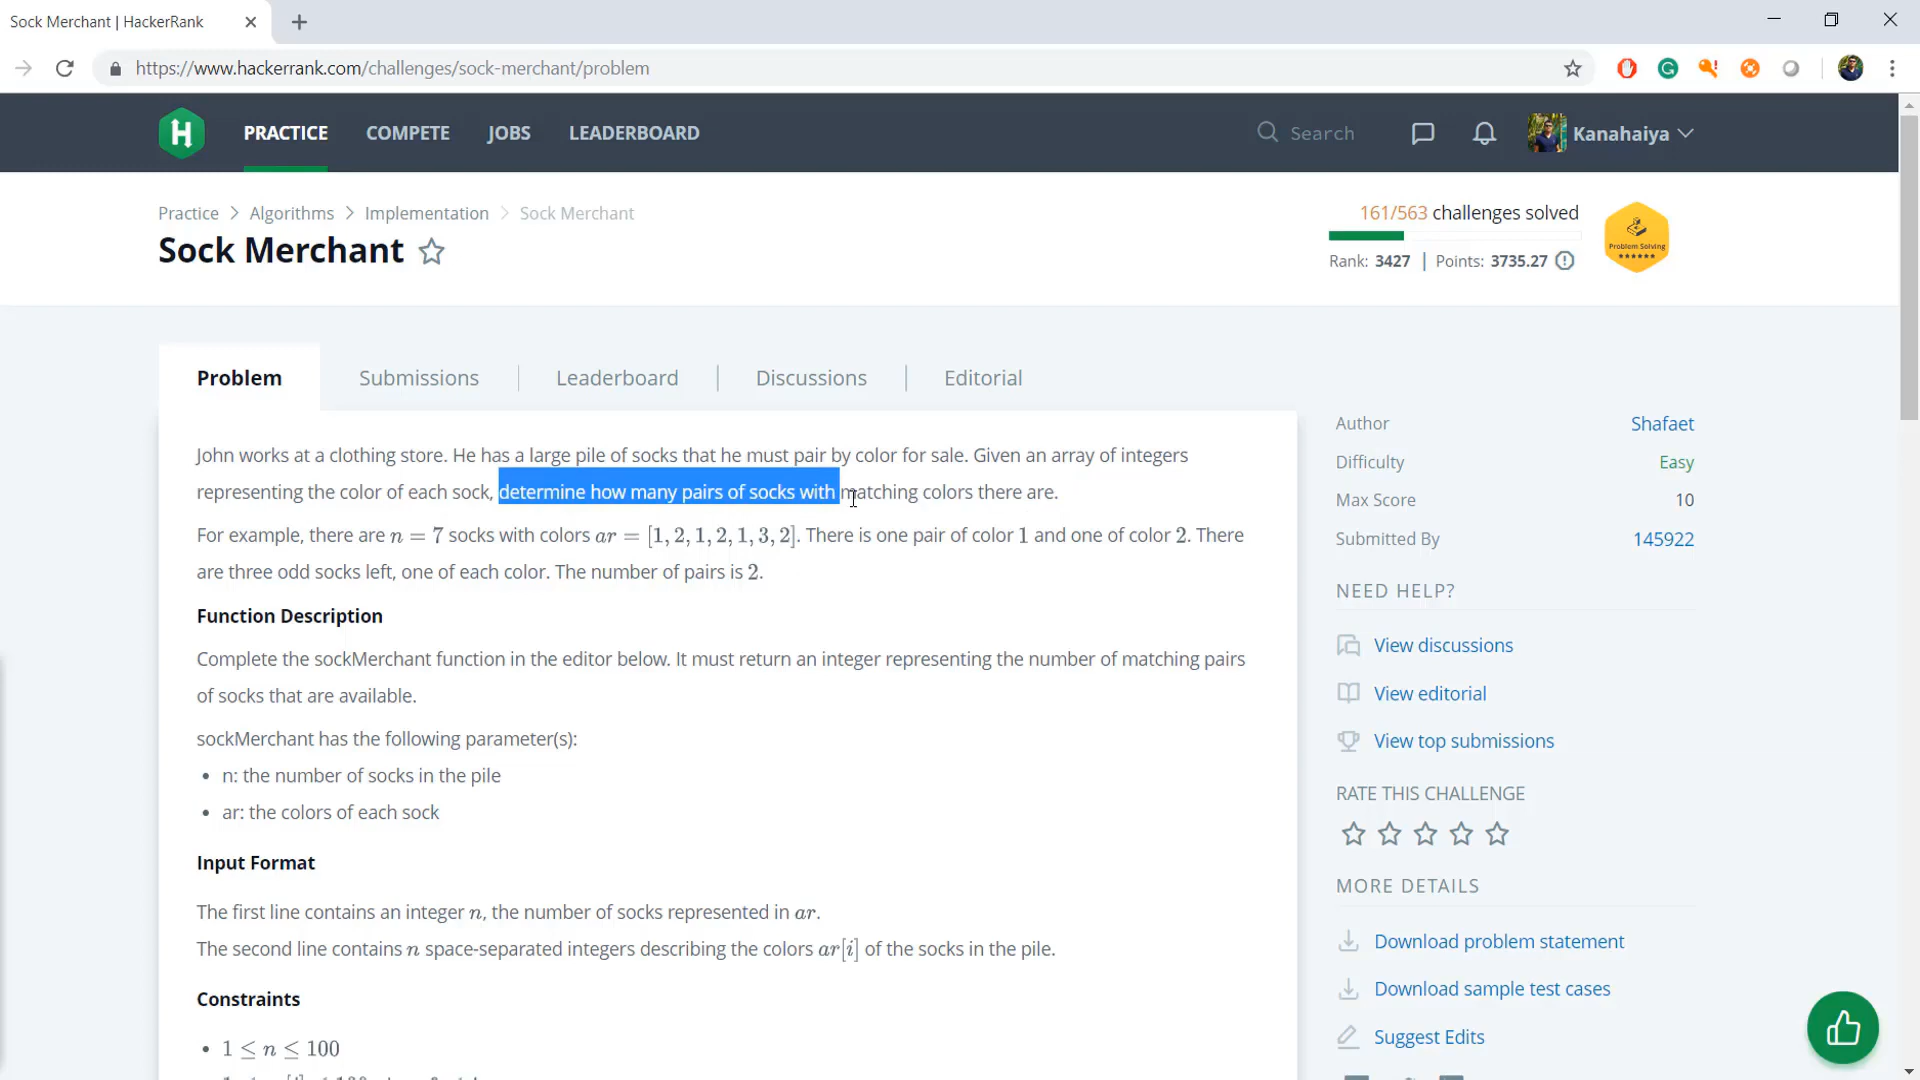 Sock Merchant | HackerRank
https://www.hackerrank.com/challenges/sock-merchant/problem
H PRACTICE COMPETE JOBS LEADERBOARD Search Kanahaiya
Practice > Algorithms > Implementation > Sock Merchant
161/563 challenges solved
Sock Merchant
Problem Solving
Rank: 3427 | Points: 3735.27
Problem Submissions Leaderboard Discussions Editorial
John works at a clothing store. He has a large pile of socks that he must pair by color for sale. Given an array of integers
representing the color of each sock, determine how many pairs of socks with matching colors there are.
For example, there are n = 7 socks with colors ar = [1, 2, 1, 2, 1, 3, 2]. There is one pair of color 1 and one of color 2. There
are three odd socks left, one of each color. The number of pairs is 2.
Function Description
Complete the sockMerchant function in the editor below. It must return an integer representing the number of matching pairs
of socks that are available.
sockMerchant has the following parameter(s):
• n: the number of socks in the pile
• ar: the colors of each sock
Input Format
The first line contains an integer n, the number of socks represented in ar.
The second line contains n space-separated integers describing the colors ar[i] of the socks in the pile.
Constraints
• 1 ≤ n ≤ 100
Author Shafaet
Difficulty Easy
Max Score 10
Submitted By 145922
NEED HELP?
View discussions
View editorial
View top submissions
RATE THIS CHALLENGE
MORE DETAILS
Download problem statement
Download sample test cases
Suggest Edits